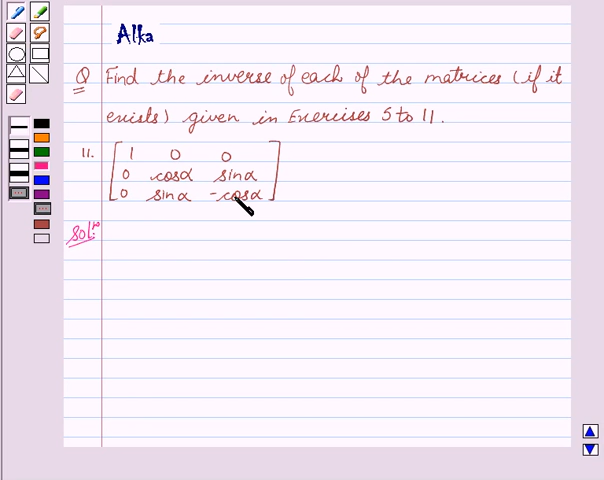 Alka
Q Find the inverse of each of the matrices (if it
exists) given in Exercises 5 to 11.
11. [ 1 0 0
0 cosα sinα
0 sinα -cosα ]
Solⁿ: